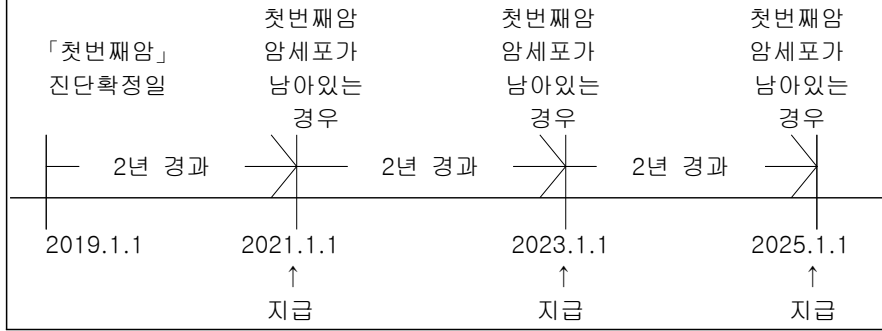 첫번째암 첫번째암 첫번째암
「첫번째암」 암세포가 암세포가 암세포가
진단확정일 남아있는 남아있는 남아있는
경우 경우 경우
2년 경과 2년 경과 2년 경과
2019.1.1 2021.1.1 2023.1.1 2025.1.1
↑ ↑ ↑
지급 지급 지급